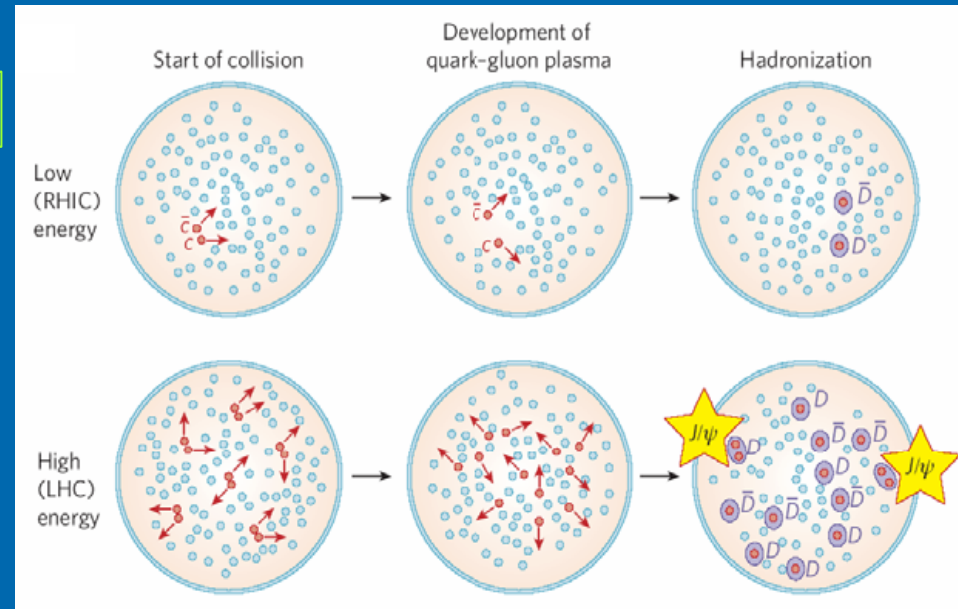 Start of collision
Development of
quark–gluon plasma
Hadronization
Low
(RHIC)
energy
c̄
c
c̄
c
D̄
D
High
(LHC)
energy
J/ψ
D
D
D̄
D̄
J/ψ
D
D̄
D̄
D̄
D
D
D